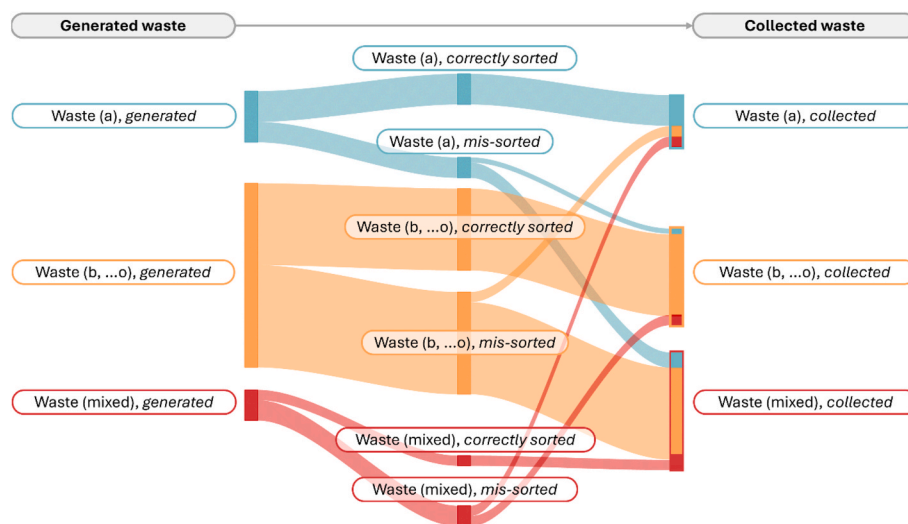 Generated waste
Collected waste
Waste (a), correctly sorted
Waste (a), generated
Waste (a), collected
Waste (a), mis-sorted
Waste (b, ...o), correctly sorted
Waste (b, ...o), generated
Waste (b, ...o), collected
Waste (b, ...o), mis-sorted
Waste (mixed), generated
Waste (mixed), collected
Waste (mixed), correctly sorted
Waste (mixed), mis-sorted